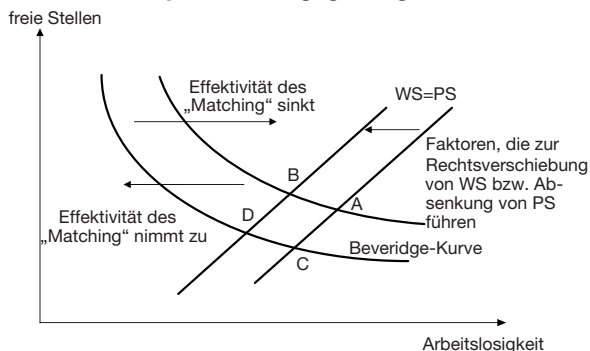 freie Stellen
Effektivität des
„Matching“ sinkt
WS=PS
Faktoren, die zur
Rechtsverschiebung
von WS bzw. Ab-
senkung von PS
führen
B
A
D
C
Effektivität des
„Matching“ nimmt zu
Beveridge-Kurve
Arbeitslosigkeit